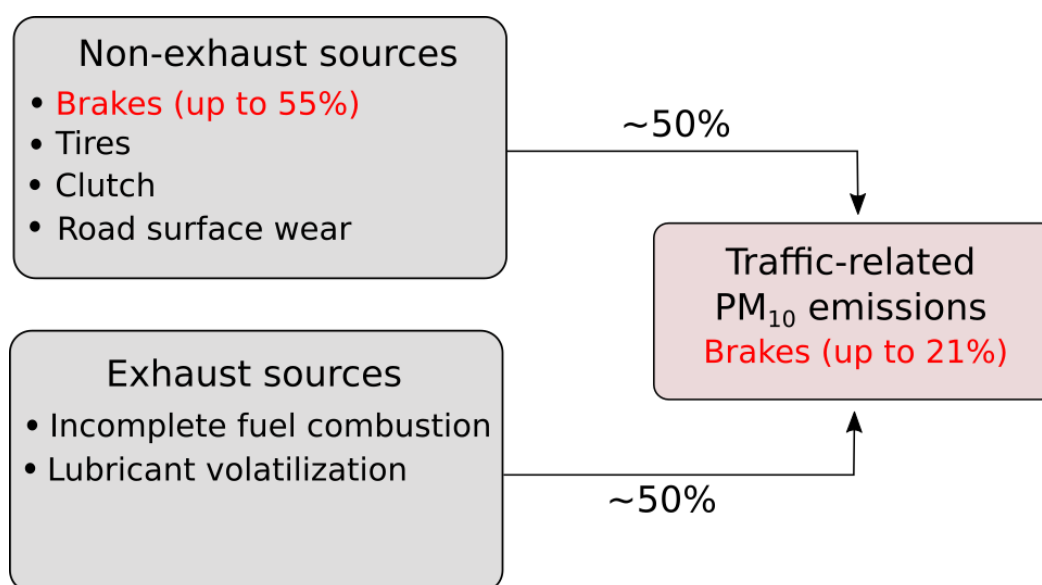 Non-exhaust sources
• Brakes (up to 55%)
• Tires
• Clutch
• Road surface wear
~50%
Traffic-related
PM₁₀ emissions
Brakes (up to 21%)
Exhaust sources
• Incomplete fuel combustion
• Lubricant volatilization
~50%